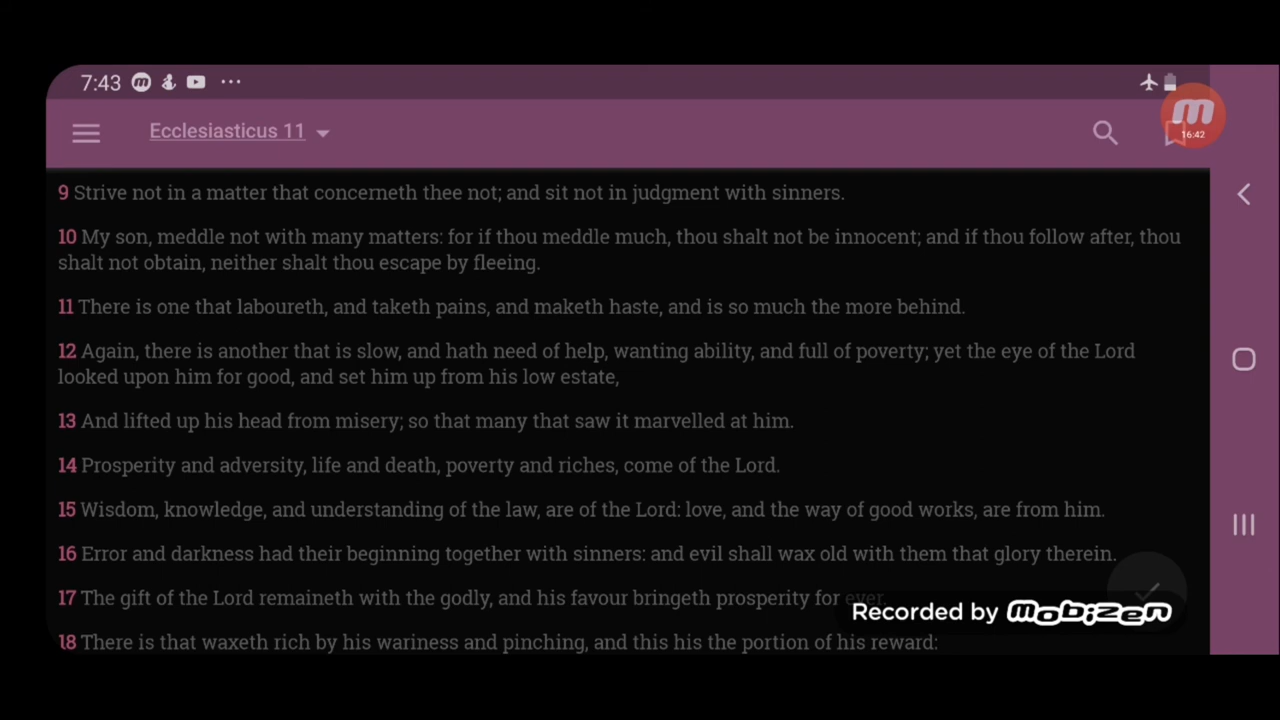 7:43
Ecclesiasticus 11
16:42
9 Strive not in a matter that concerneth thee not; and sit not in judgment with sinners.
10 My son, meddle not with many matters: for if thou meddle much, thou shalt not be innocent; and if thou follow after, thou
shalt not obtain, neither shalt thou escape by fleeing.
11 There is one that laboureth, and taketh pains, and maketh haste, and is so much the more behind.
12 Again, there is another that is slow, and hath need of help, wanting ability, and full of poverty; yet the eye of the Lord
looked upon him for good, and set him up from his low estate,
13 And lifted up his head from misery; so that many that saw it marvelled at him.
14 Prosperity and adversity, life and death, poverty and riches, come of the Lord.
15 Wisdom, knowledge, and understanding of the law, are of the Lord: love, and the way of good works, are from him.
16 Error and darkness had their beginning together with sinners: and evil shall wax old with them that glory therein.
17 The gift of the Lord remaineth with the godly, and his favour bringeth prosperity for ever.
Recorded by mobizen
18 There is that waxeth rich by his wariness and pinching, and this his the portion of his reward: